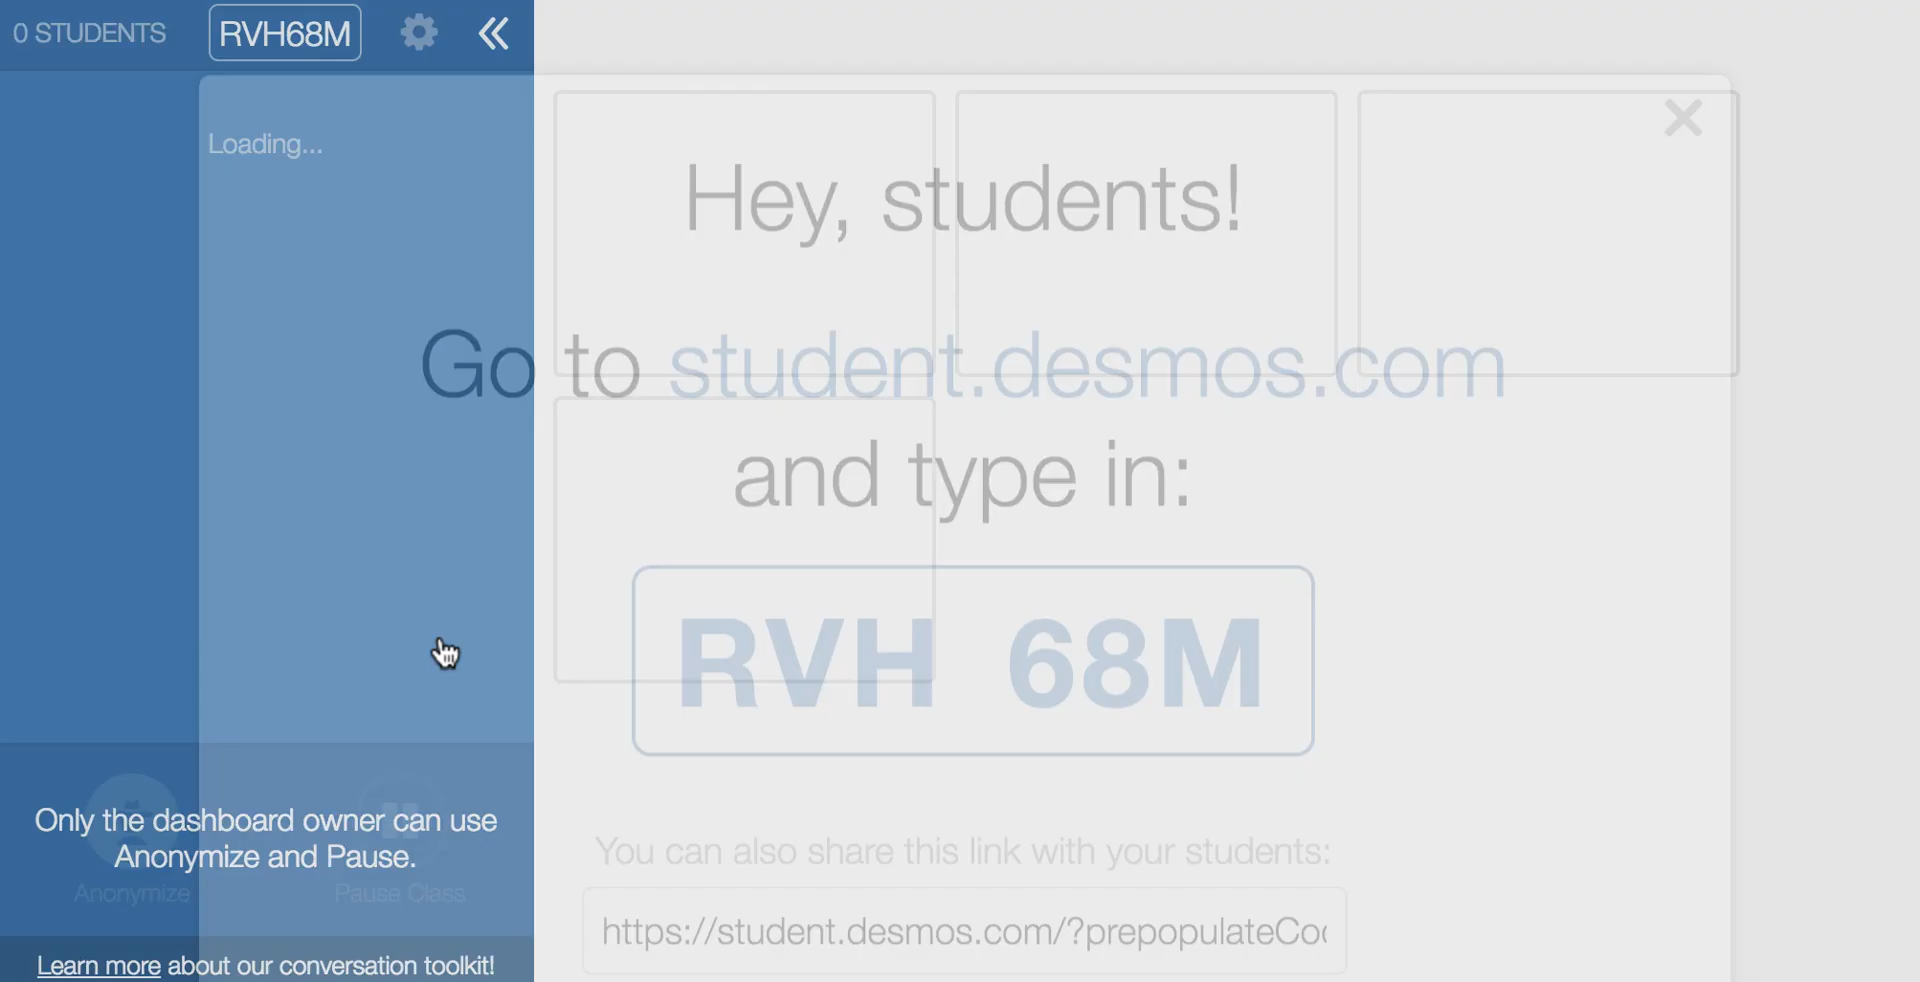 0 STUDENTS
RVH68M
Loading...
Hey, students!
Go to student.desmos.com
and type in:
RVH 68M
You can also share this link with your students:
https://student.desmos.com/?prepopulateCo
Only the dashboard owner can use
Anonymize and Pause.
Anonymize
Pause Class
Learn more about our conversation toolkit!